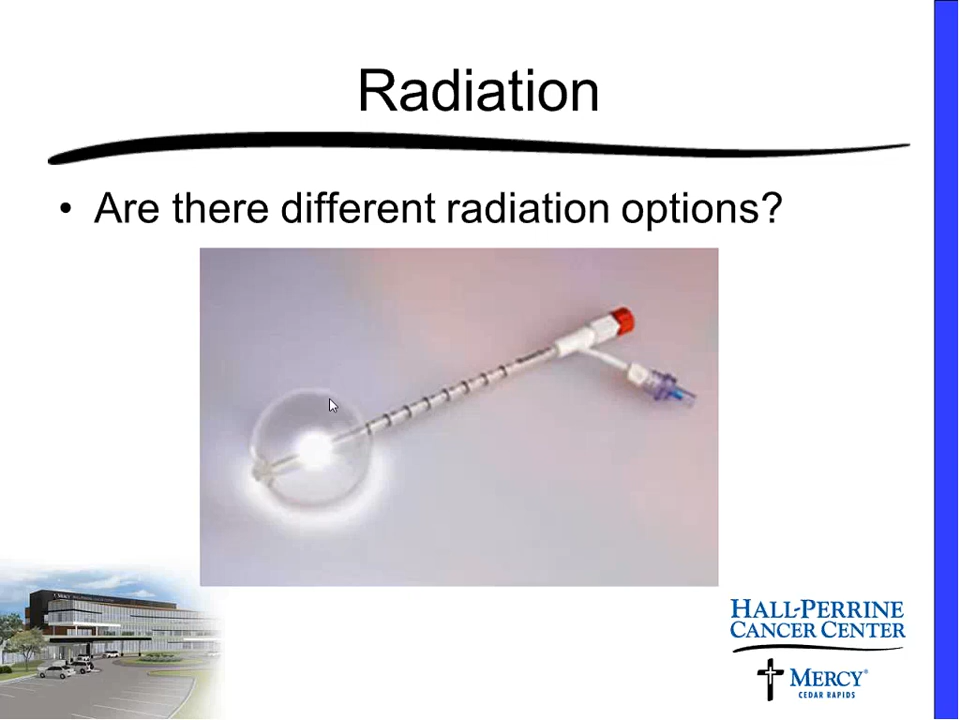 Radiation
• Are there different radiation options?
HALL-PERRINE
CANCER CENTER
MERCY®
CEDAR RAPIDS